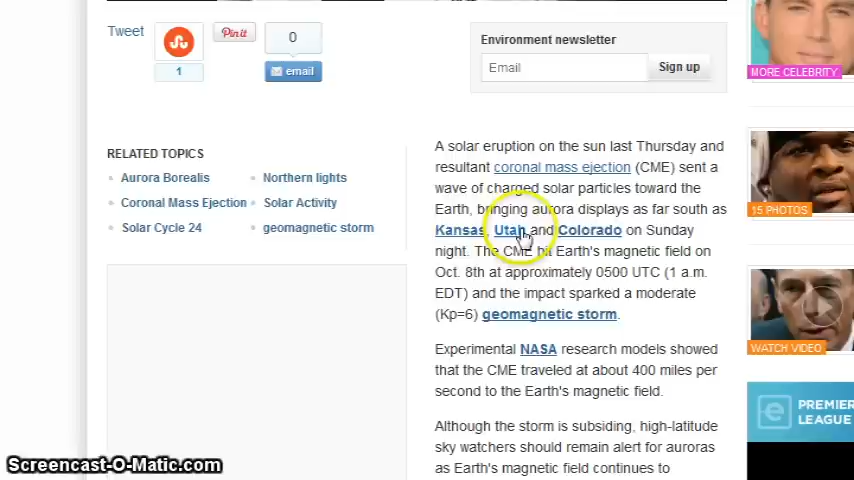 Tweet
Pin it
0
1
email
Environment newsletter
Email
Sign up
MORE CELEBRITY
RELATED TOPICS
Aurora Borealis
Northern lights
Coronal Mass Ejection
Solar Activity
Solar Cycle 24
geomagnetic storm
A solar eruption on the sun last Thursday and
resultant coronal mass ejection (CME) sent a
wave of charged solar particles toward the
Earth, bringing aurora displays as far south as
Kansas, Utah and Colorado on Sunday
night. The CME hit Earth's magnetic field on
Oct. 8th at approximately 0500 UTC (1 a.m.
EDT) and the impact sparked a moderate
(Kp=6) geomagnetic storm.
Experimental NASA research models showed
that the CME traveled at about 400 miles per
second to the Earth's magnetic field.
Although the storm is subsiding, high-latitude
sky watchers should remain alert for auroras
as Earth's magnetic field continues to
15 PHOTOS
WATCH VIDEO
PREMIER
LEAGUE
Screencast-O-Matic.com